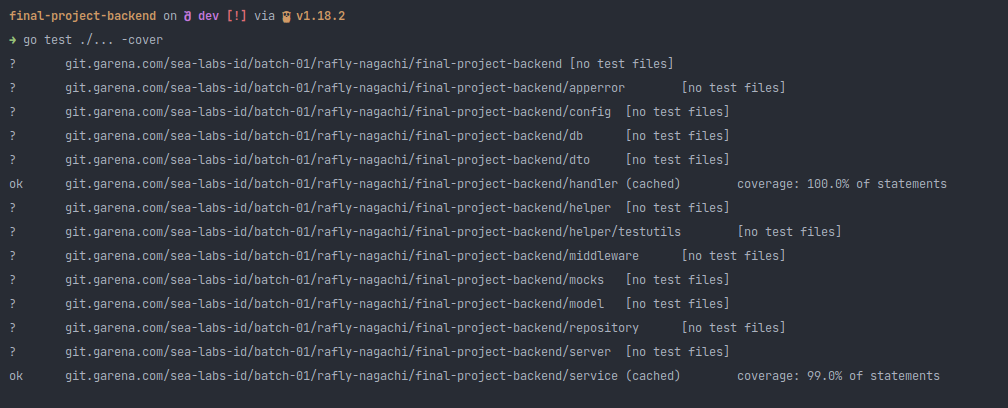 final-project-backend on dev [!] via v1.18.2
➜ go test ./... -cover
? git.garena.com/sea-labs-id/batch-01/rafly-nagachi/final-project-backend [no test files]
? git.garena.com/sea-labs-id/batch-01/rafly-nagachi/final-project-backend/apperror [no test files]
? git.garena.com/sea-labs-id/batch-01/rafly-nagachi/final-project-backend/config [no test files]
? git.garena.com/sea-labs-id/batch-01/rafly-nagachi/final-project-backend/db [no test files]
? git.garena.com/sea-labs-id/batch-01/rafly-nagachi/final-project-backend/dto [no test files]
ok git.garena.com/sea-labs-id/batch-01/rafly-nagachi/final-project-backend/handler (cached) coverage: 100.0% of statements
? git.garena.com/sea-labs-id/batch-01/rafly-nagachi/final-project-backend/helper [no test files]
? git.garena.com/sea-labs-id/batch-01/rafly-nagachi/final-project-backend/helper/testutils [no test files]
? git.garena.com/sea-labs-id/batch-01/rafly-nagachi/final-project-backend/middleware [no test files]
? git.garena.com/sea-labs-id/batch-01/rafly-nagachi/final-project-backend/mocks [no test files]
? git.garena.com/sea-labs-id/batch-01/rafly-nagachi/final-project-backend/model [no test files]
? git.garena.com/sea-labs-id/batch-01/rafly-nagachi/final-project-backend/repository [no test files]
? git.garena.com/sea-labs-id/batch-01/rafly-nagachi/final-project-backend/server [no test files]
ok git.garena.com/sea-labs-id/batch-01/rafly-nagachi/final-project-backend/service (cached) coverage: 99.0% of statements